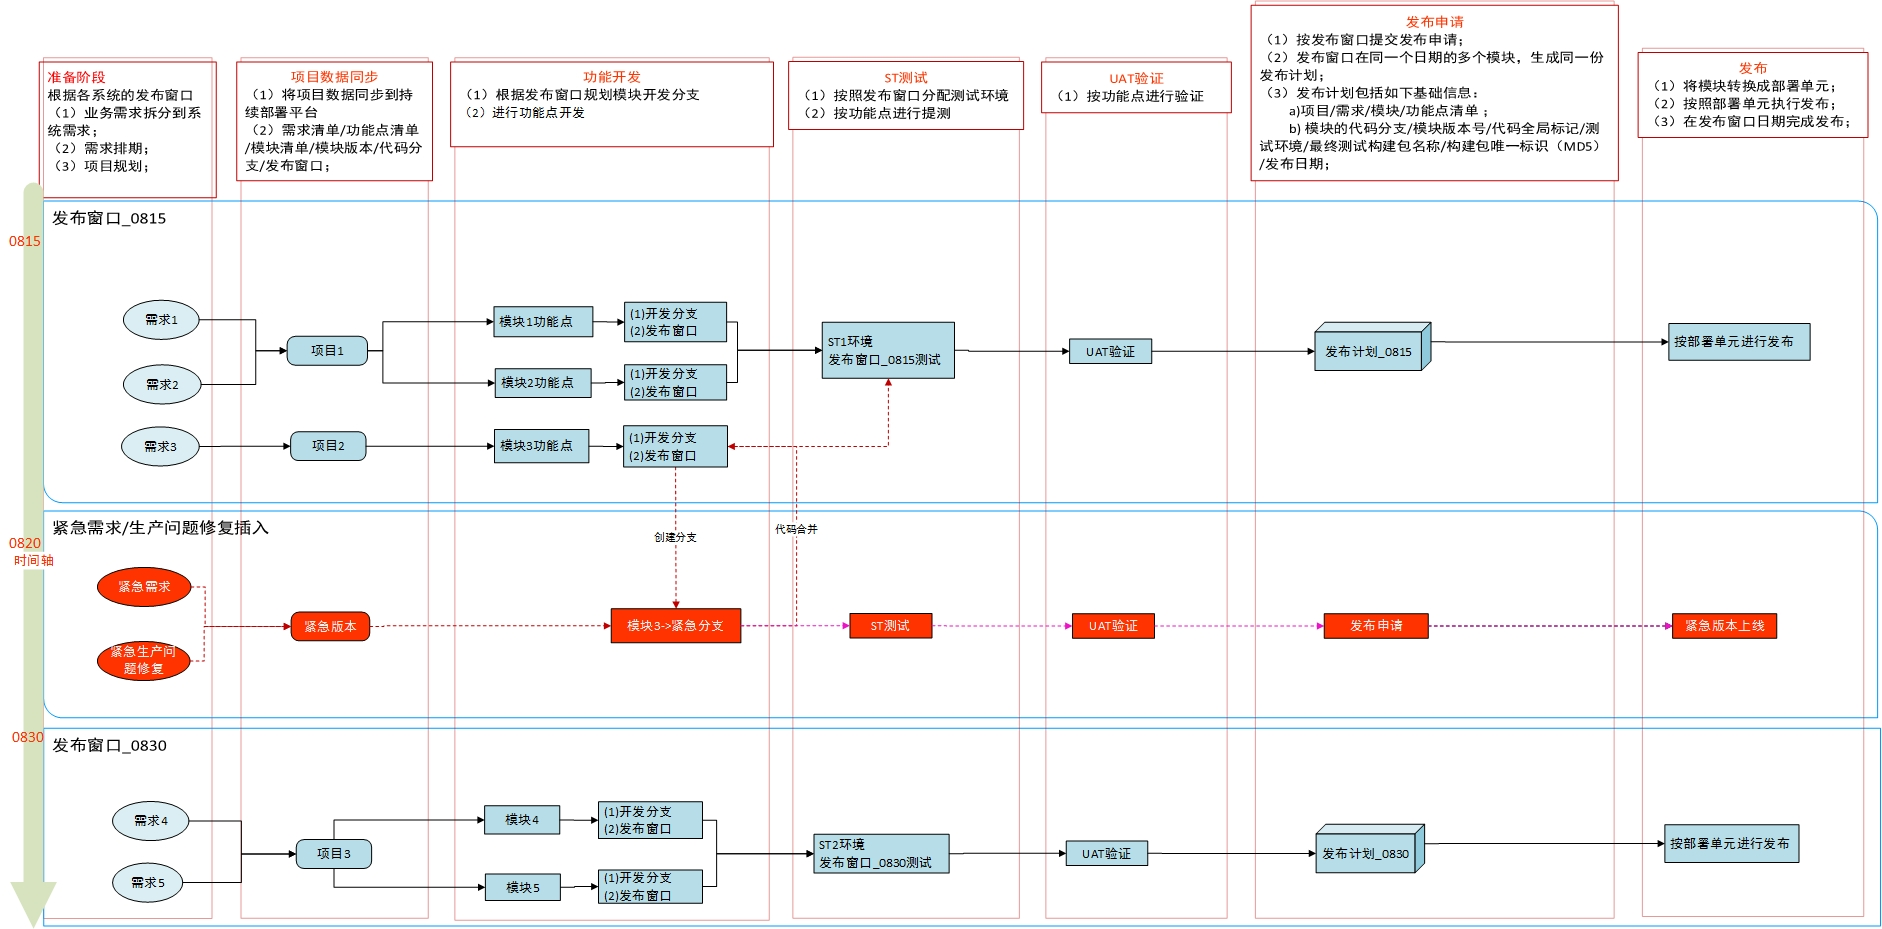 准备阶段
根据各系统的发布窗口
（1）业务需求拆分到系
统需求；
（2）需求排期；
（3）项目规划；
项目数据同步
（1）将项目数据同步到持
续部署平台
（2）需求清单/功能点清单
/模块清单/模块版本/代码分
支/发布窗口；
功能开发
（1）根据发布窗口规划模块开发分支
（2）进行功能点开发
ST测试
（1）按照发布窗口分配测试环境
（2）按功能点进行提测
UAT验证
（1）按功能点进行验证
发布申请
（1）按发布窗口提交发布申请；
（2）发布窗口在同一个日期的多个模块，生成同一份
发布计划；
（3）发布计划包括如下基础信息：
a)项目/需求/模块/功能点清单 ；
b) 模块的代码分支/模块版本号/代码全局标记/测
试环境/最终测试构建包名称/构建包唯一标识（MD5）
/发布日期；
发布
（1）将模块转换成部署单元；
（2）按照部署单元执行发布；
（3）在发布窗口日期完成发布；
发布窗口_0815
0815
需求1
需求2
需求3
项目1
项目2
模块1功能点
模块2功能点
模块3功能点
(1)开发分支
(2)发布窗口
(1)开发分支
(2)发布窗口
(1)开发分支
(2)发布窗口
ST1环境
发布窗口_0815测试
UAT验证
发布计划_0815
按部署单元进行发布
紧急需求/生产问题修复插入
0820
时间轴
创建分支
代码合并
紧急需求
紧急生产问
题修复
紧急版本
模块3->紧急分支
ST测试
UAT验证
发布申请
紧急版本上线
0830
发布窗口_0830
需求4
需求5
项目3
模块4
模块5
(1)开发分支
(2)发布窗口
(1)开发分支
(2)发布窗口
ST2环境
发布窗口_0830测试
UAT验证
发布计划_0830
按部署单元进行发布